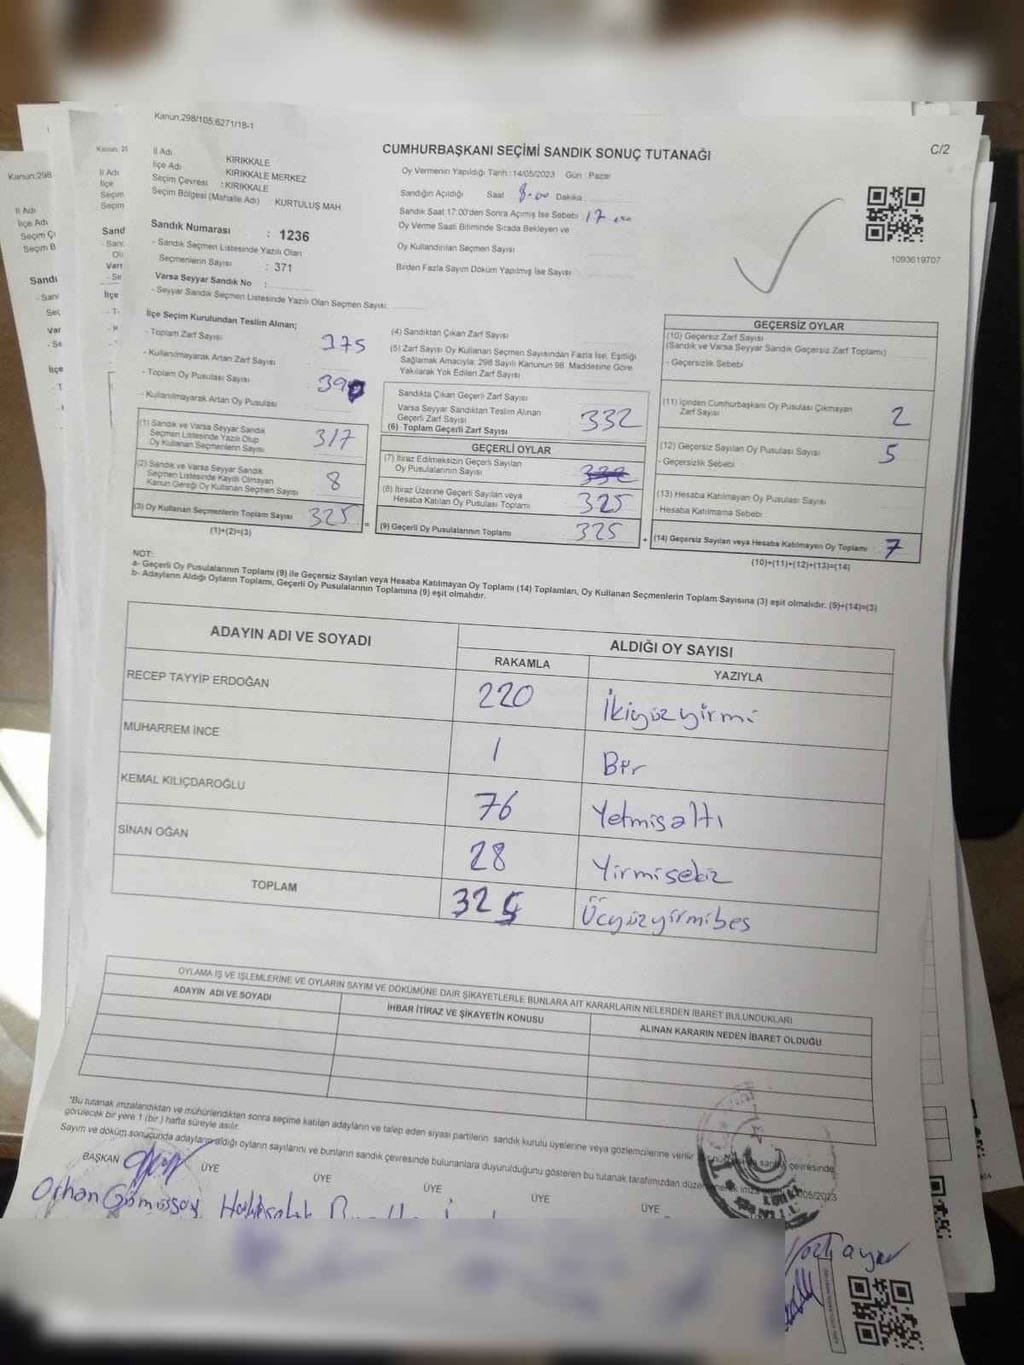 Kanun:298/105;6271/18-1
CUMHURBAŞKANI SEÇİMİ SANDIK SONUÇ TUTANAĞI
C/2
İl Adı KIRIKKALE
İlçe Adı KIRIKKALE MERKEZ
Seçim Çevresi : KIRIKKALE
Seçim Bölgesi (Mahalle Adı) KURTULUŞ MAH.
Oy Vermenin Yapıldığı Tarih :14/05/2023 Gün : Pazar
Sandığın Açıldığı Saat 8.00 Dakika
Sandık Saat 17:00'den Sonra Açılmış İse Sebebi 17
Oy Verme Saati Bitiminde Sırada Bekleyen ve
Oy Kullandırılan Seçmen Sayısı
Birden Fazla Sayım Döküm Yapılmış İse Sayısı
1093619707
Sandık Numarası : 1236
- Sandık Seçmen Listesinde Yazılı Olan
Seçmenlerin Sayısı : 371
Varsa Seyyar Sandık No :
- Seyyar Sandık Seçmen Listesinde Yazılı Olan Seçmen Sayısı
İlçe Seçim Kurulundan Teslim Alınan;
- Toplam Zarf Sayısı 375
- Kullanılmayarak Artan Zarf Sayısı
- Toplam Oy Pusulası Sayısı 390
- Kullanılmayarak Artan Oy Pusulası
(1) Sandık ve Varsa Seyyar Sandık
Seçmen Listesinde Yazılı Olup
Oy Kullanan Seçmenlerin Sayısı 317
(2) Sandık ve Varsa Seyyar Sandık
Seçmen Listesinde Kayıtlı Olmayan
Kanun Gereği Oy Kullanan Seçmen Sayısı 8
(3) Oy Kullanan Seçmenlerin Toplam Sayısı 325 =
(1)+(2)=(3)
(4) Sandıktan Çıkan Zarf Sayısı
(5) Zarf Sayısı Oy Kullanan Seçmen Sayısından Fazla İse, Eşitliği
Sağlamak Amacıyla; 298 Sayılı Kanunun 98. Maddesine Göre
Yakılarak Yok Edilen Zarf Sayısı
Sandıkta Çıkan Geçerli Zarf Sayısı
Varsa Seyyar Sandıktan Teslim Alınan
Geçerli Zarf Sayısı
(6) Toplam Geçerli Zarf Sayısı 332
GEÇERLİ OYLAR
(7) İtiraz Edilmeksizin Geçerli Sayılan
Oy Pusulalarının Sayısı 332
(8) İtiraz Üzerine Geçerli Sayılan veya
Hesaba Katılan Oy Pusulası Toplamı 325
(9) Geçerli Oy Pusulalarının Toplamı 325 +
GEÇERSİZ OYLAR
(10) Geçersiz Zarf Sayısı
(Sandık ve Varsa Seyyar Sandık Geçersiz Zarf Toplamı)
- Geçersizlik Sebebi
(11) İçinden Cumhurbaşkanı Oy Pusulası Çıkmayan
Zarf Sayısı 2
(12) Geçersiz Sayılan Oy Pusulası Sayısı 5
- Geçersizlik Sebebi
(13) Hesaba Katılmayan Oy Pusulası Sayısı
- Hesaba Katılmama Sebebi
(14) Geçersiz Sayılan veya Hesaba Katılmayan Oy Toplamı 7
(10)+(11)+(12)+(13)=(14)
NOT:
a- Geçerli Oy Pusulalarının Toplamı (9) ile Geçersiz Sayılan veya Hesaba Katılmayan Oy Toplamı (14) Toplamları, Oy Kullanan Seçmenlerin Toplam Sayısına (3) eşit olmalıdır. (9)+(14)=(3)
b- Adayların Aldığı Oyların Toplamı, Geçerli Oy Pusulalarının Toplamına (9) eşit olmalıdır.
ADAYIN ADI VE SOYADI
ALDIĞI OY SAYISI
RAKAMLA YAZIYLA
RECEP TAYYİP ERDOĞAN 220 İkiyüzyirmi
MUHARREM İNCE 1 Bir
KEMAL KILIÇDAROĞLU 76 Yetmişaltı
SİNAN OĞAN 28 Yirmisekiz
TOPLAM 325 Üçyüzyirmibeş
OYLAMA İŞ VE İŞLEMLERİNE VE OYLARIN SAYIM VE DÖKÜMÜNE DAİR ŞİKAYETLERLE BUNLARA AİT KARARLARIN NELERDEN İBARET BULUNDUKLARI
ADAYIN ADI VE SOYADI
İHBAR İTİRAZ VE ŞİKAYETİN KONUSU
ALINAN KARARIN NEDEN İBARET OLDUĞU
*Bu tutanak imzalandıktan ve mühürlendikten sonra seçime katılan adayların ve talep eden siyasi partilerin sandık kurulu üyelerine veya gözlemcilerine verilir
görülecek bir yere 1 (bir) hafta süreyle asılır.
Sayım ve döküm sonucunda adayların aldığı oyların sayılarını ve bunların sandık çevresinde bulunanlara duyurulduğunu gösteren bu tutanak tarafımızdan
BAŞKAN ÜYE ÜYE ÜYE ÜYE ÜYE
Orhan